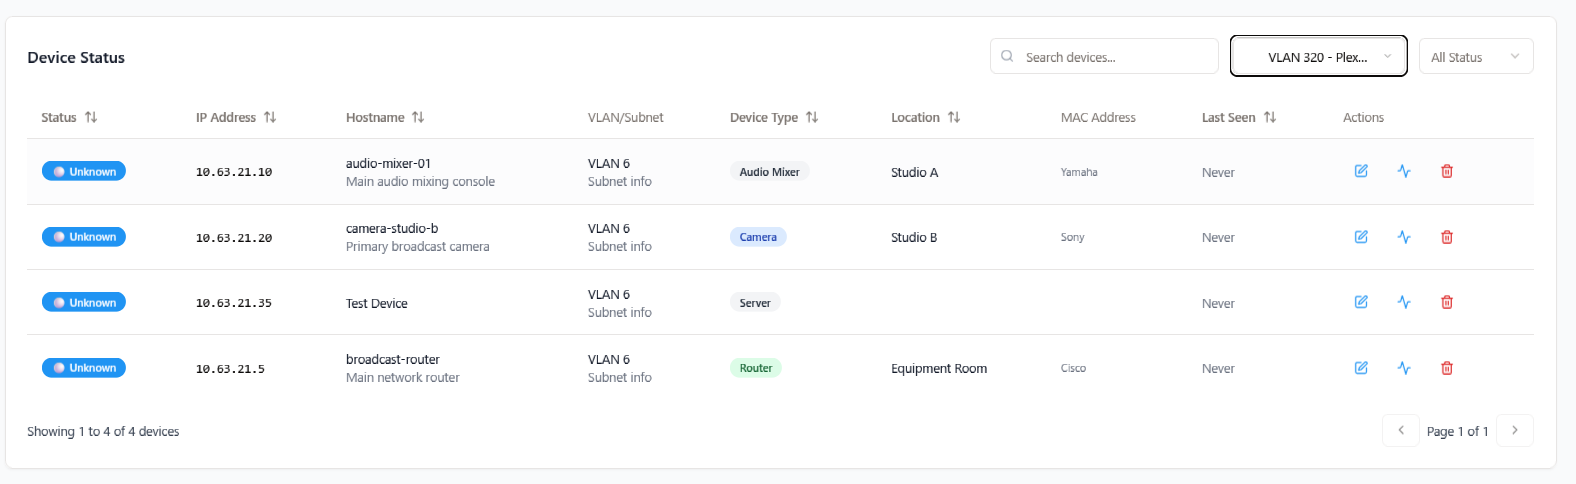 Device Status
Search devices...
VLAN 320 - Plex...
All Status
Status IP Address Hostname VLAN/Subnet Device Type Location MAC Address Last Seen Actions
Unknown 10.63.21.10 audio-mixer-01 VLAN 6 Audio Mixer Studio A Yamaha Never
Main audio mixing console Subnet info
Unknown 10.63.21.20 camera-studio-b VLAN 6 Camera Studio B Sony Never
Primary broadcast camera Subnet info
Unknown 10.63.21.35 Test Device VLAN 6 Server Never
Subnet info
Unknown 10.63.21.5 broadcast-router VLAN 6 Router Equipment Room Cisco Never
Main network router Subnet info
Showing 1 to 4 of 4 devices
Page 1 of 1